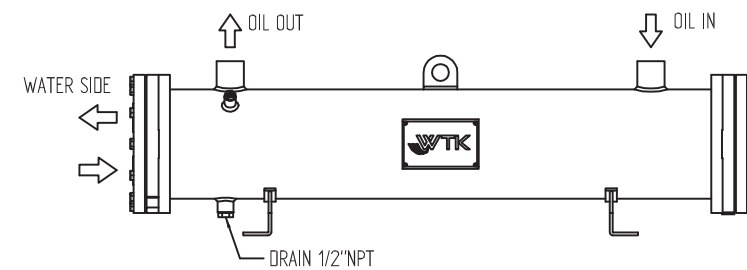 OIL OUT
OIL IN
WATER SIDE
WTK
DRAIN 1/2"NPT